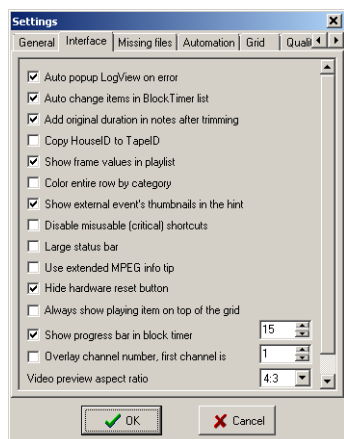 Settings
General Interface Missing files Automation Grid
Auto popup LogView on error
Auto change items in BlockTimer list
Add original duration in notes after trimming
Copy HouseID to TapeID
Show frame values in playlist
Color entire row by category
Show external event's thumbnails in the hint
Disable misusable (critical) shortcuts
Large status bar
Use extended MPEG info tip
Hide hardware reset button
Always show playing item on top of the grid
Show progress bar in block timer 15
Overlay channel number, first channel is 1
Video preview aspect ratio 4:3
OK Cancel